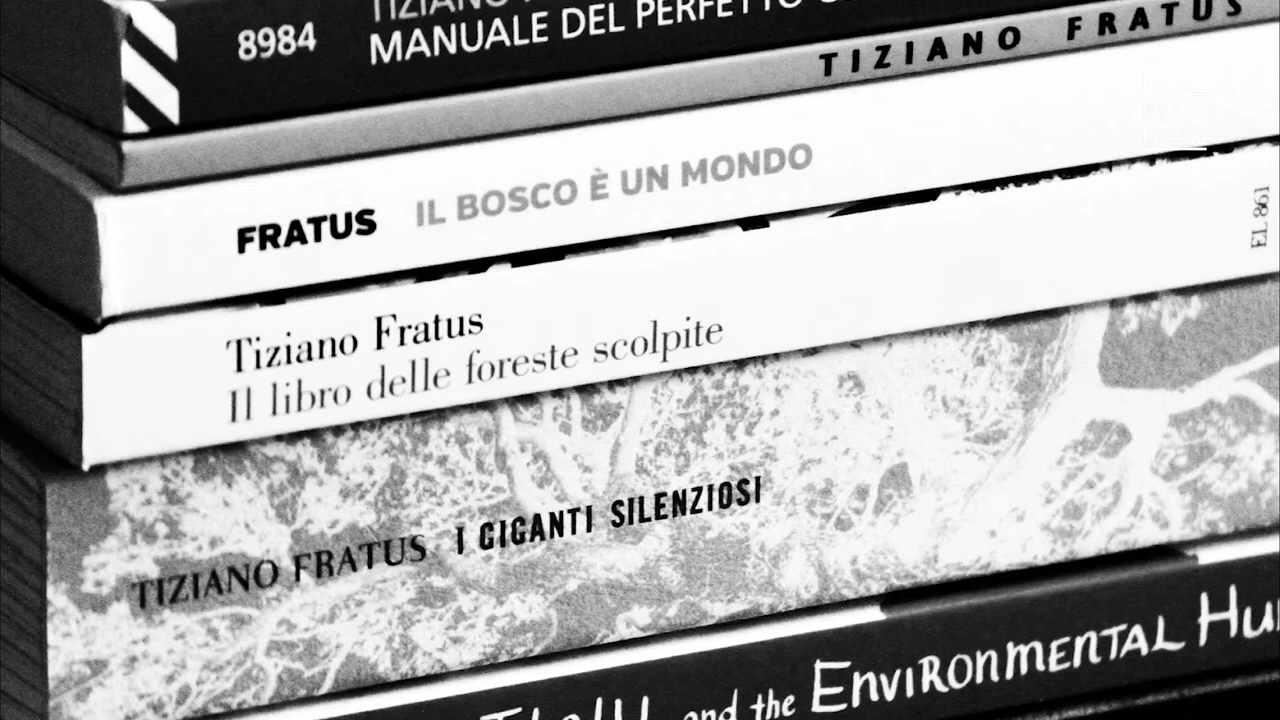 8984
TIZIANO
MANUALE DEL PERFETTO
TIZIANO FRATUS
FRATUS IL BOSCO È UN MONDO
EL 861
Tiziano Fratus
Il libro delle foreste scolpite
TIZIANO FRATUS I GIGANTI SILENZIOSI
and the ENVIRONMENTAL